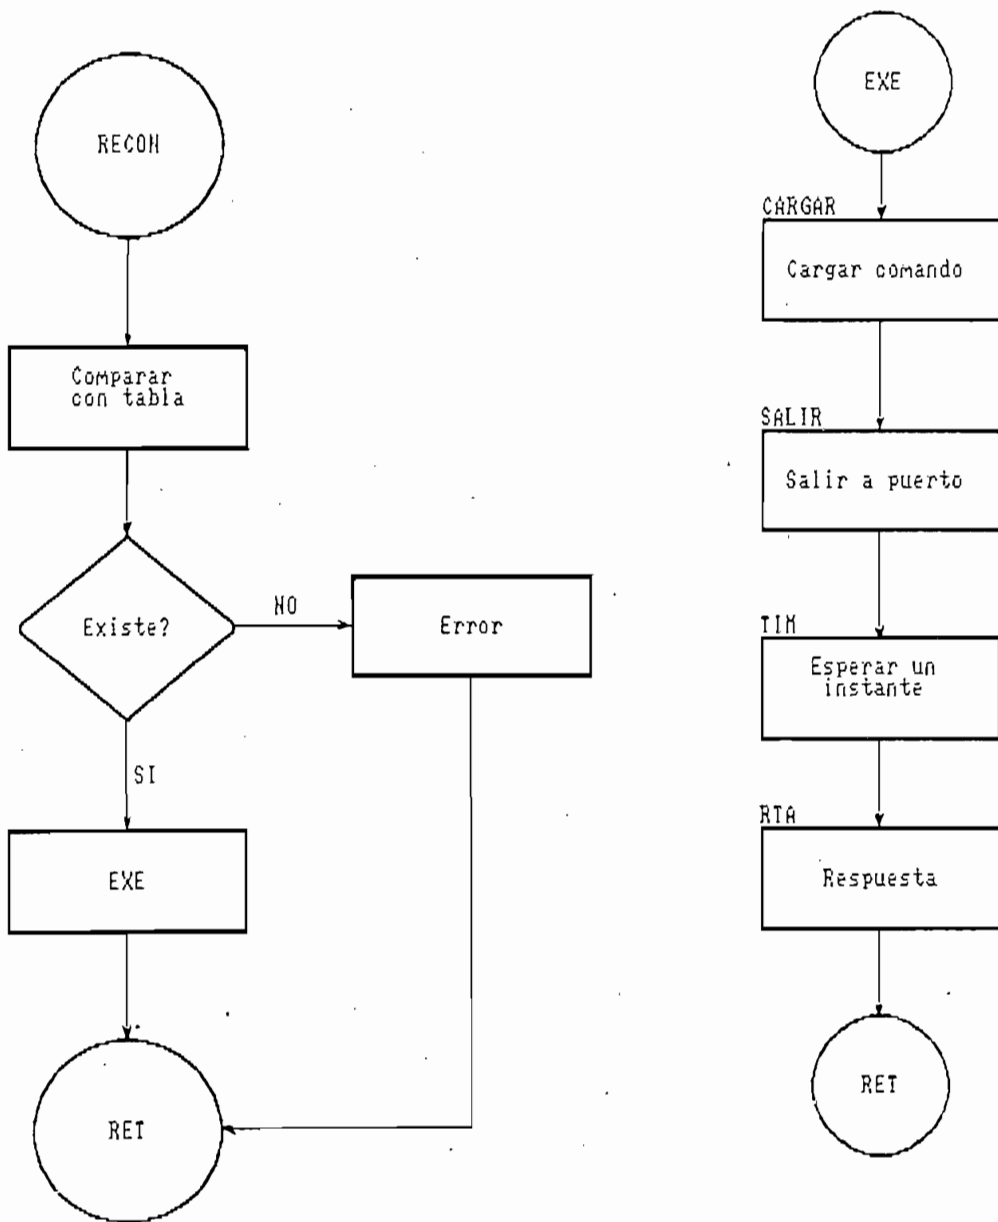 RECON
Comparar
con tabla
Existe?
NO
Error
SI
EXE
RET
EXE
CARGAR
Cargar comando
SALIR
Salir a puerto
TIM
Esperar un
instante
RTA
Respuesta
RET